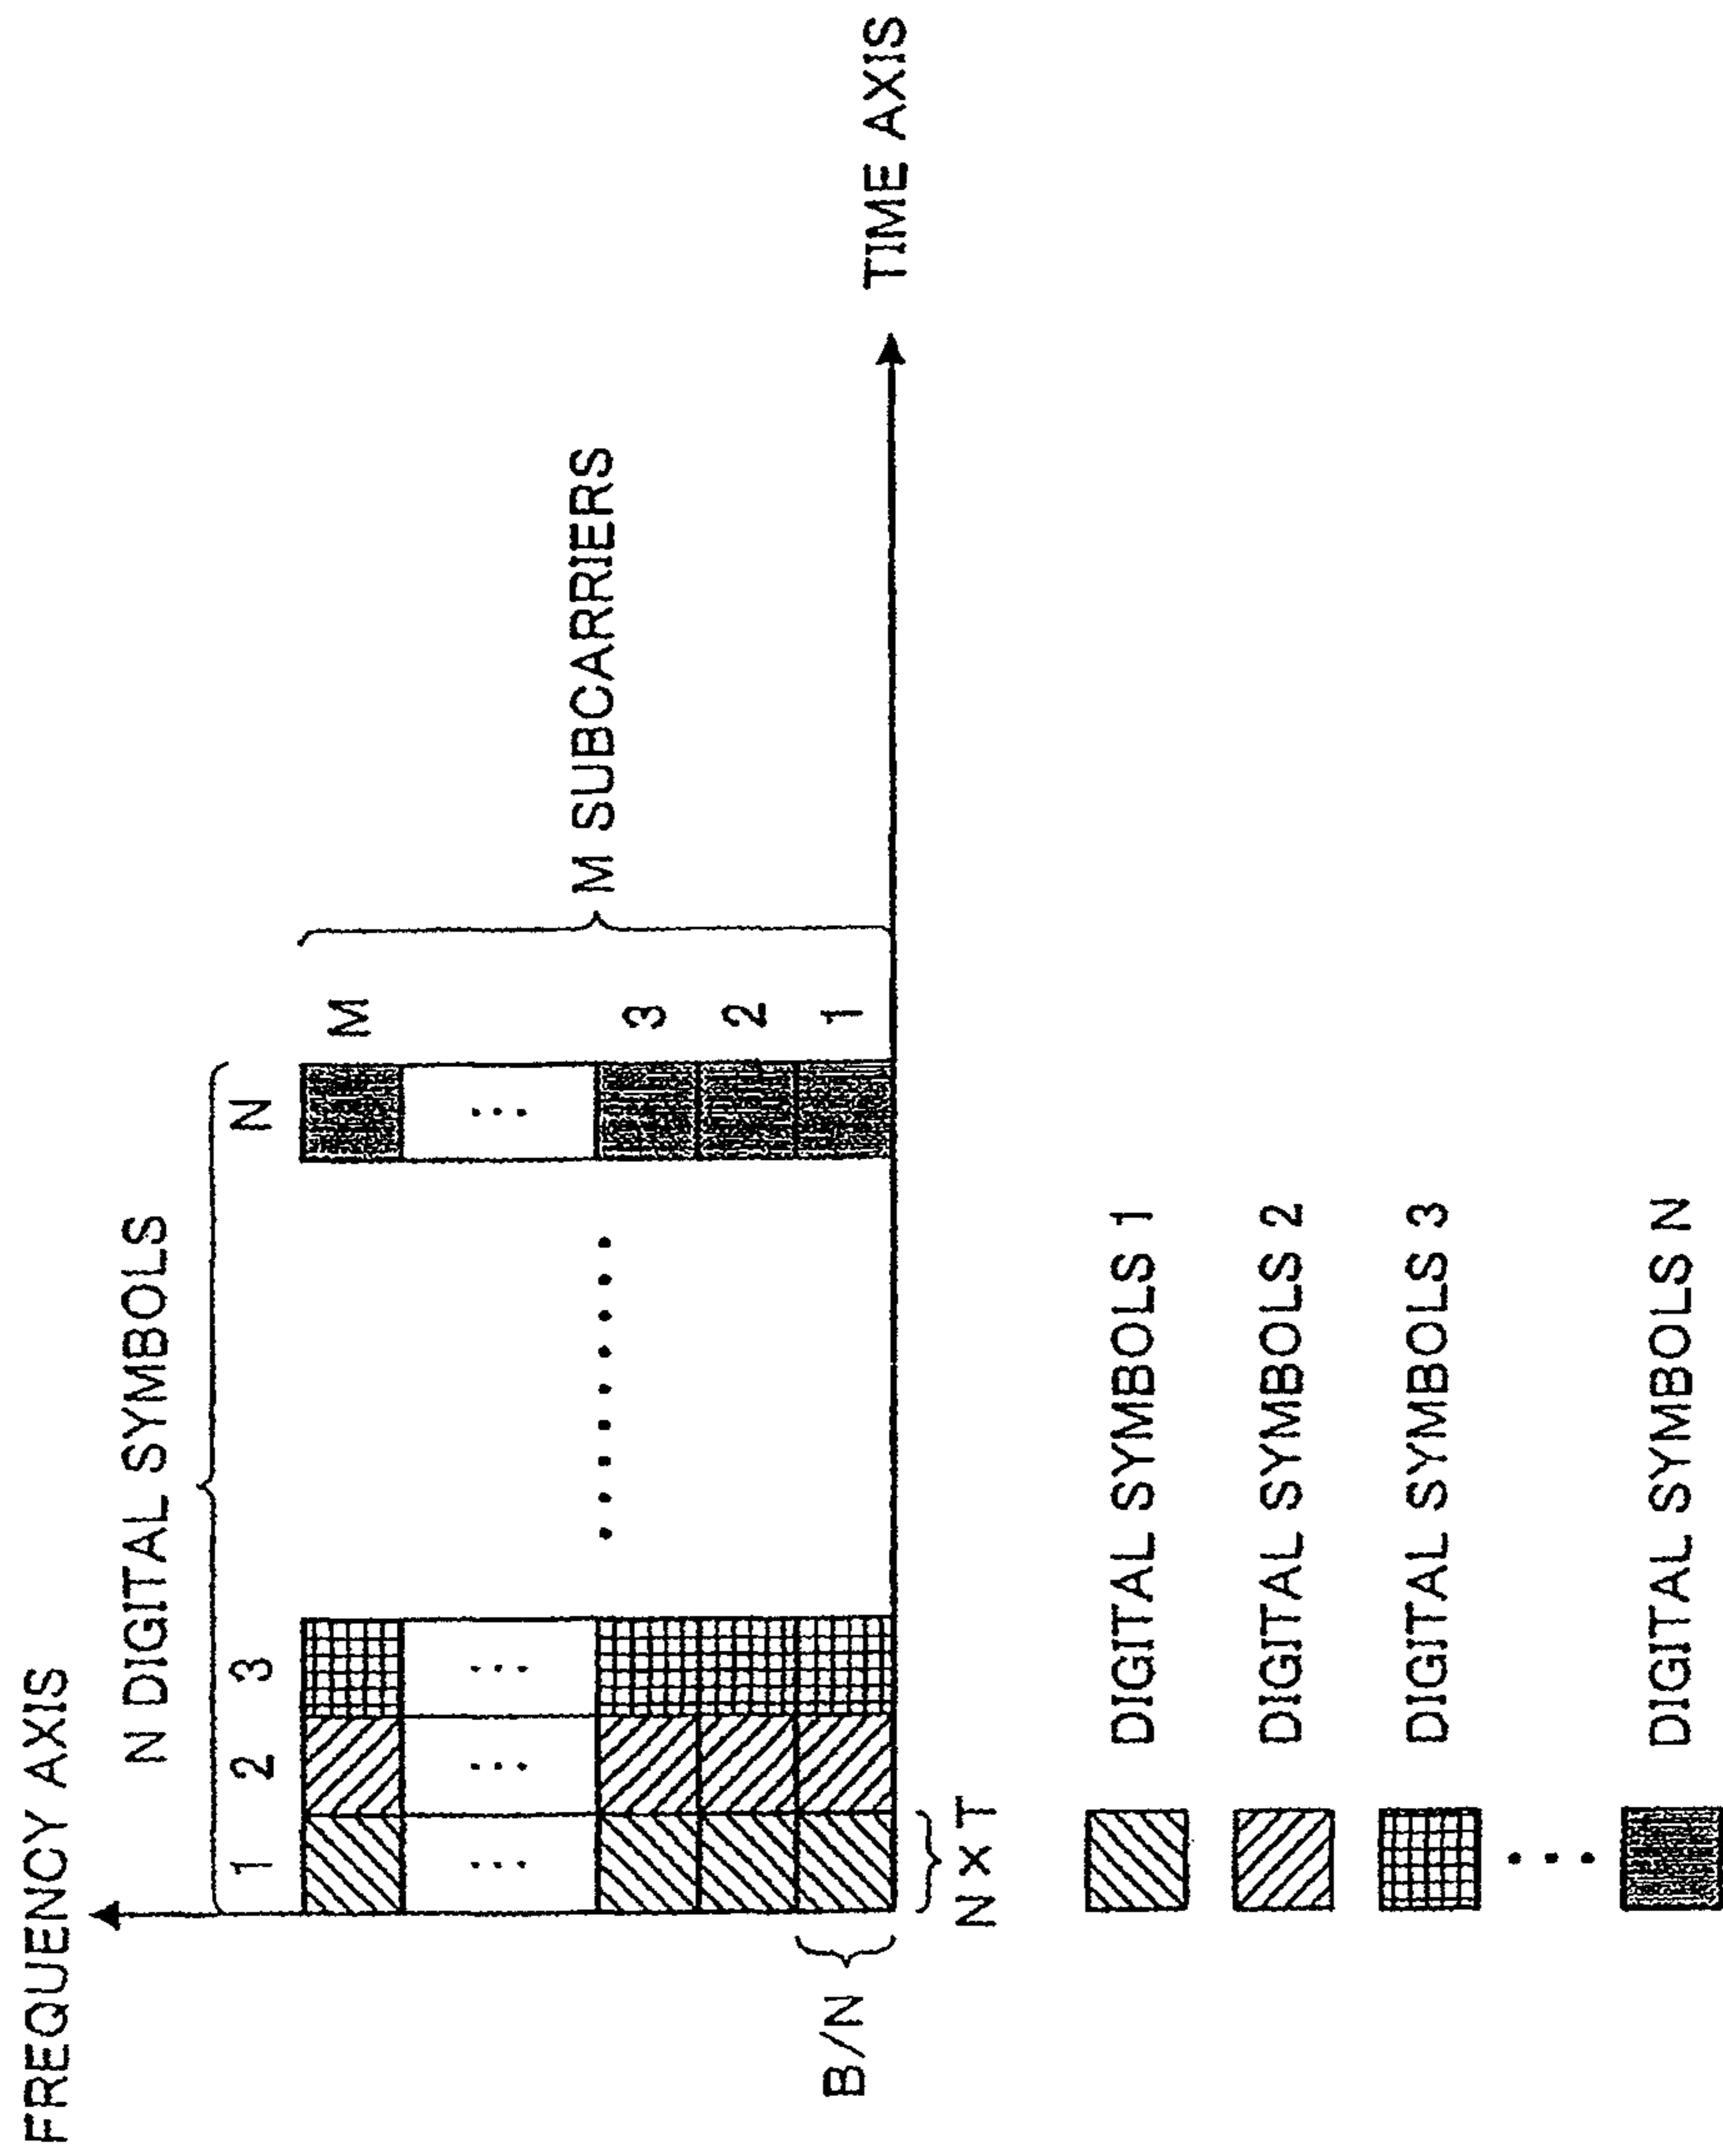 FREQUENCY AXIS
N DIGITAL SYMBOLS
1 2 3 N
M
...
3
2
1
M SUBCARRIERS
B/N
N×T
TIME AXIS
DIGITAL SYMBOLS 1
DIGITAL SYMBOLS 2
DIGITAL SYMBOLS 3
DIGITAL SYMBOLS N